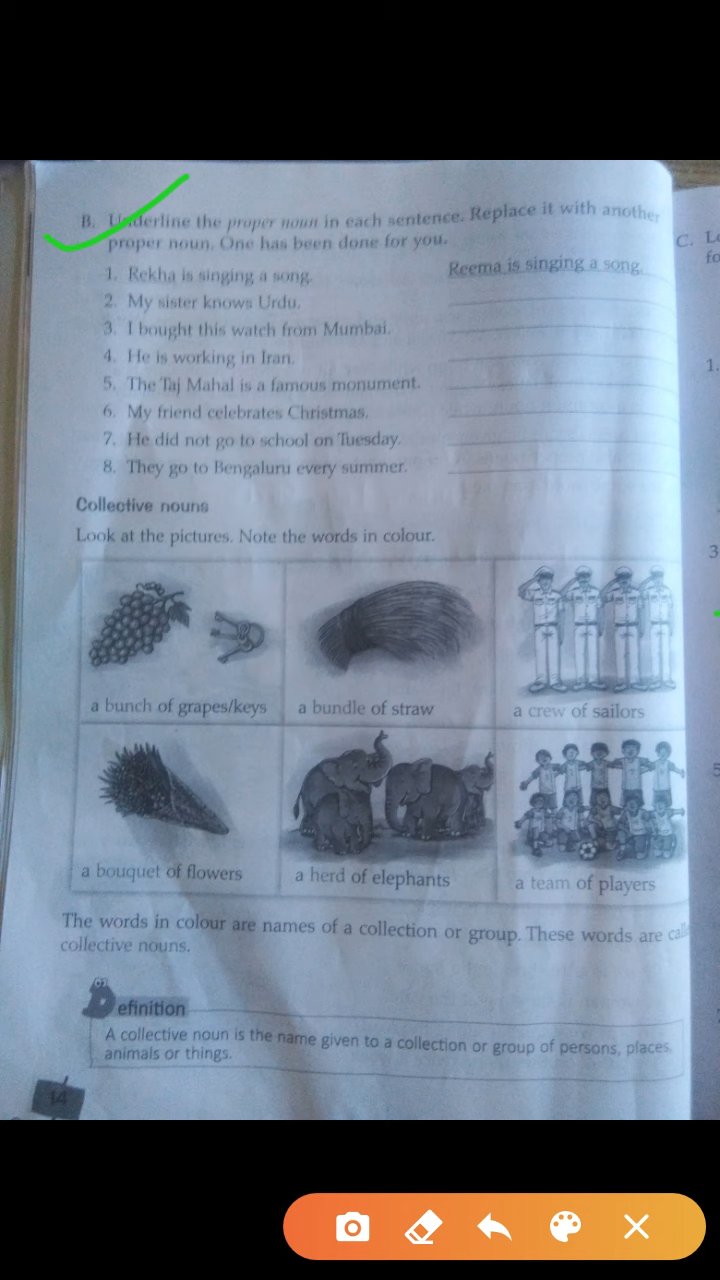 B. Underline the proper noun in each sentence. Replace it with another
proper noun. One has been done for you.
1. Rekha is singing a song. Reema is singing a song.
2. My sister knows Urdu.
3. I bought this watch from Mumbai.
4. He is working in Iran.
5. The Taj Mahal is a famous monument.
6. My friend celebrates Christmas.
7. He did not go to school on Tuesday.
8. They go to Bengaluru every summer.
Collective nouns
Look at the pictures. Note the words in colour.
a bunch of grapes/keys
a bundle of straw
a crew of sailors
a bouquet of flowers
a herd of elephants
a team of players
The words in colour are names of a collection or group. These words are
collective nouns.
Definition
A collective noun is the name given to a collection or group of persons, places,
animals or things.
14
C.
1.
3
5